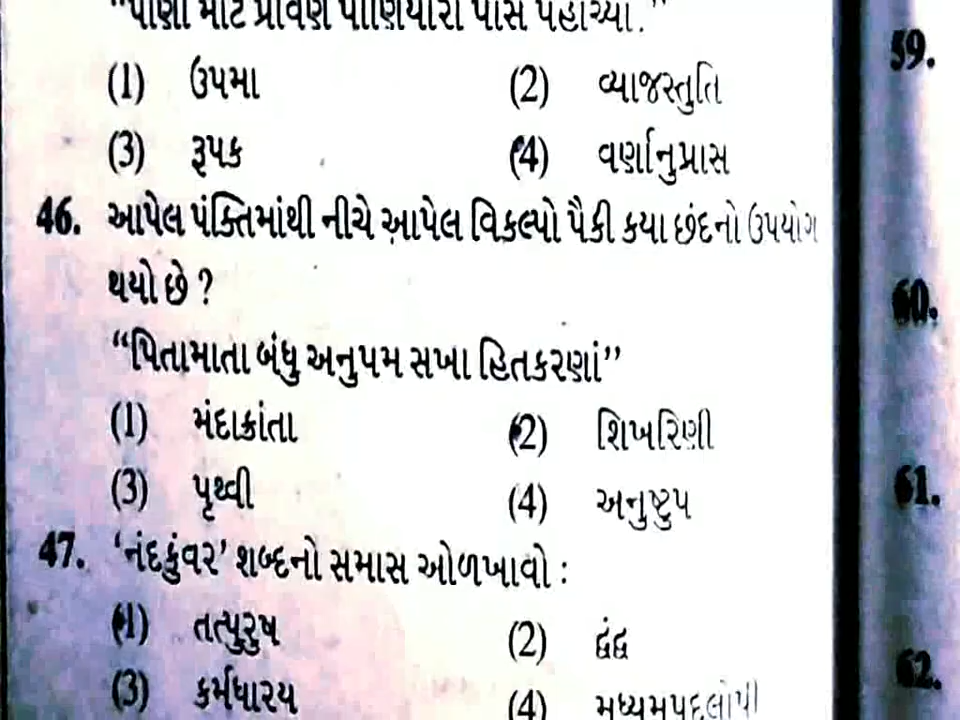 “પાણી માટે પ્રવિણ પાણિયારા પાસે પહોંચ્યો.”
(1) ઉપમા (2) વ્યાજસ્તુતિ
(3) રૂપક (4) વર્ણાનુપ્રાસ
46. આપેલ પંક્તિમાંથી નીચે આપેલ વિકલ્પો પૈકી કયા છંદનો ઉપયોગ
થયો છે ?
“પિતામાતા બંધુ અનુપમ સખા હિતકરણાં”
(1) મંદાક્રાંતા (2) શિખરિણી
(3) પૃથ્વી (4) અનુષ્ટુપ
47. ‘નંદકુંવર’ શબ્દનો સમાસ ઓળખાવો :
(1) તત્પુરુષ (2) દ્વંદ્વ
(3) કર્મધારય (4) મધ્યમપદલોપી
59.
60.
61.
62.